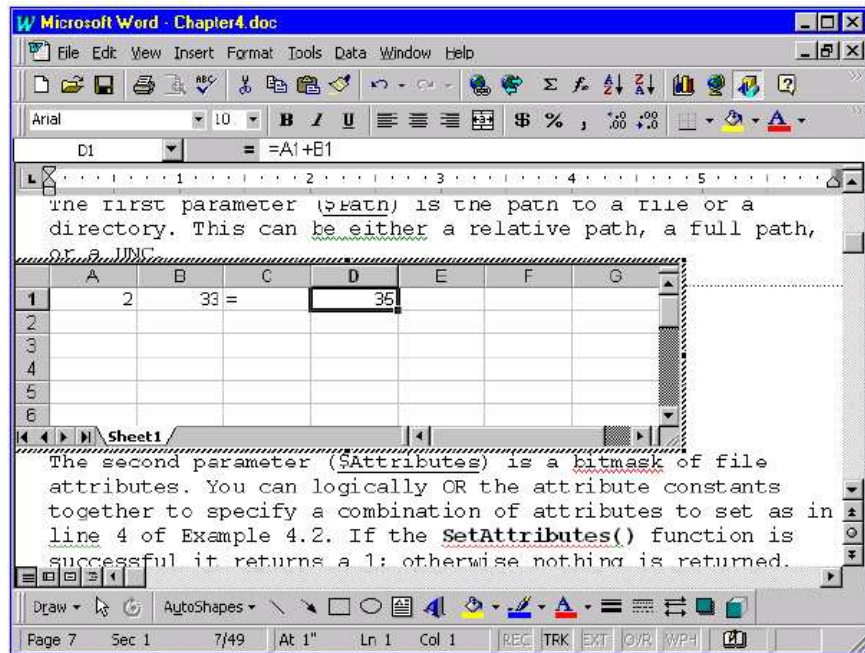 Microsoft Word - Chapter4.doc
File Edit View Insert Format Tools Data Window Help
Arial 10 B I U $ % ,
D1 = =A1+B1
1 2 3 4 5
The first parameter ($Path) is the path to a file or a
directory. This can be either a relative path, a full path,
or a UNC.
A B C D E F G
1 2 33 = 35
2
3
4
5
6
Sheet1
The second parameter ($Attributes) is a bitmask of file
attributes. You can logically OR the attribute constants
together to specify a combination of attributes to set as in
line 4 of Example 4.2. If the SetAttributes() function is
successful it returns a 1; otherwise nothing is returned.
Draw AutoShapes
Page 7 Sec 1 7/49 At 1" Ln 1 Col 1 REC TRK EXT OVR WPH